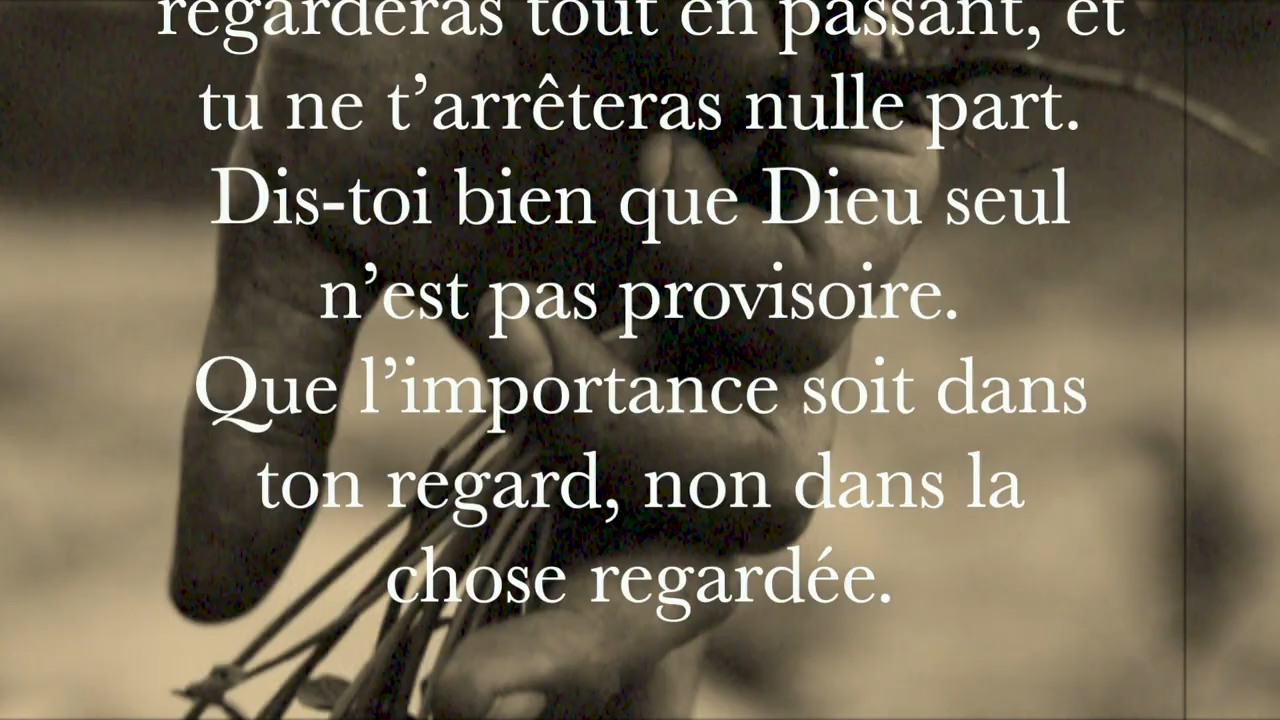 regarderas tout en passant, et
tu ne t’arrêteras nulle part.
Dis-toi bien que Dieu seul
n’est pas provisoire.
Que l’importance soit dans
ton regard, non dans la
chose regardée.